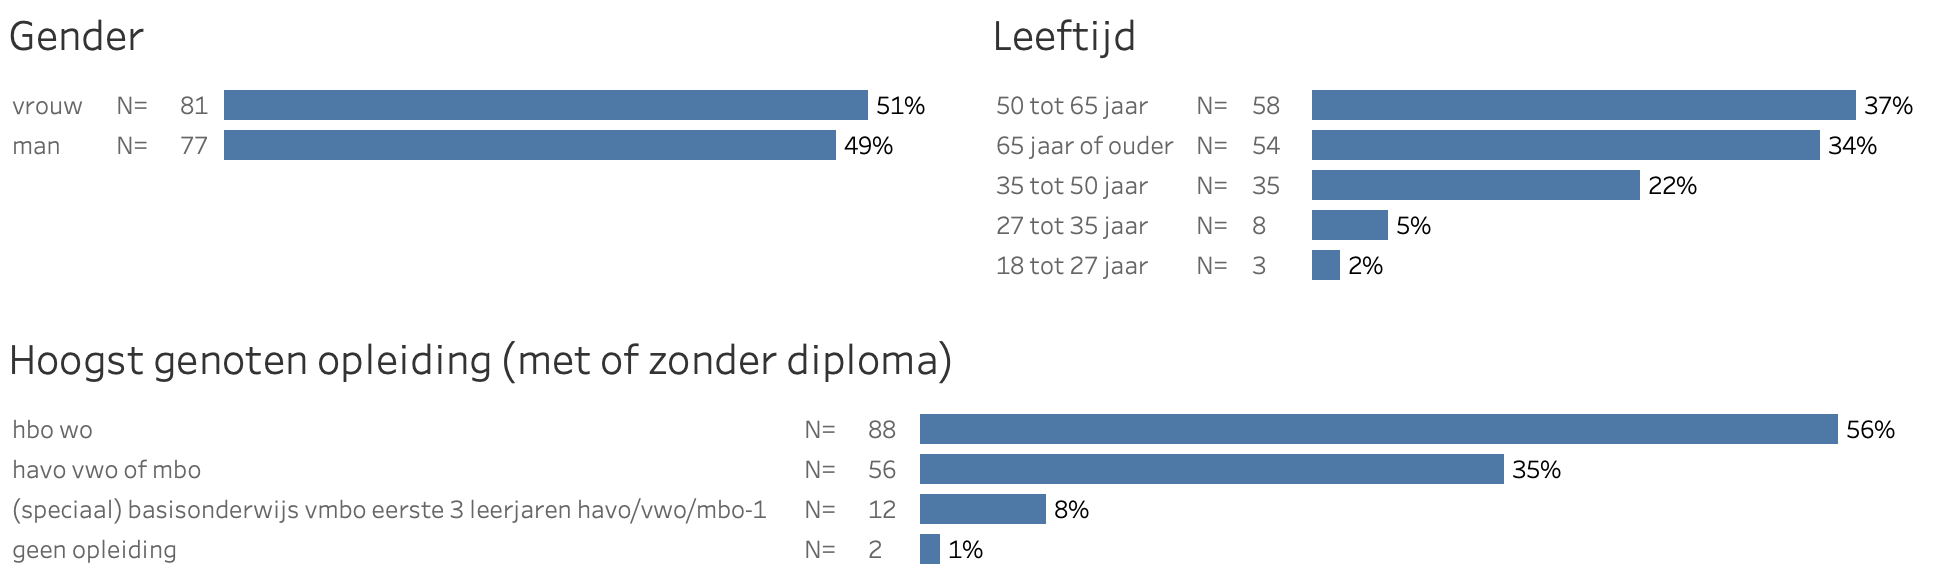 Gender
vrouw N= 81 51%
man N= 77 49%
Leeftijd
50 tot 65 jaar N= 58 37%
65 jaar of ouder N= 54 34%
35 tot 50 jaar N= 35 22%
27 tot 35 jaar N= 8 5%
18 tot 27 jaar N= 3 2%
Hoogst genoten opleiding (met of zonder diploma)
hbo wo N= 88 56%
havo vwo of mbo N= 56 35%
(speciaal) basisonderwijs vmbo eerste 3 leerjaren havo/vwo/mbo-1 N= 12 8%
geen opleiding N= 2 1%